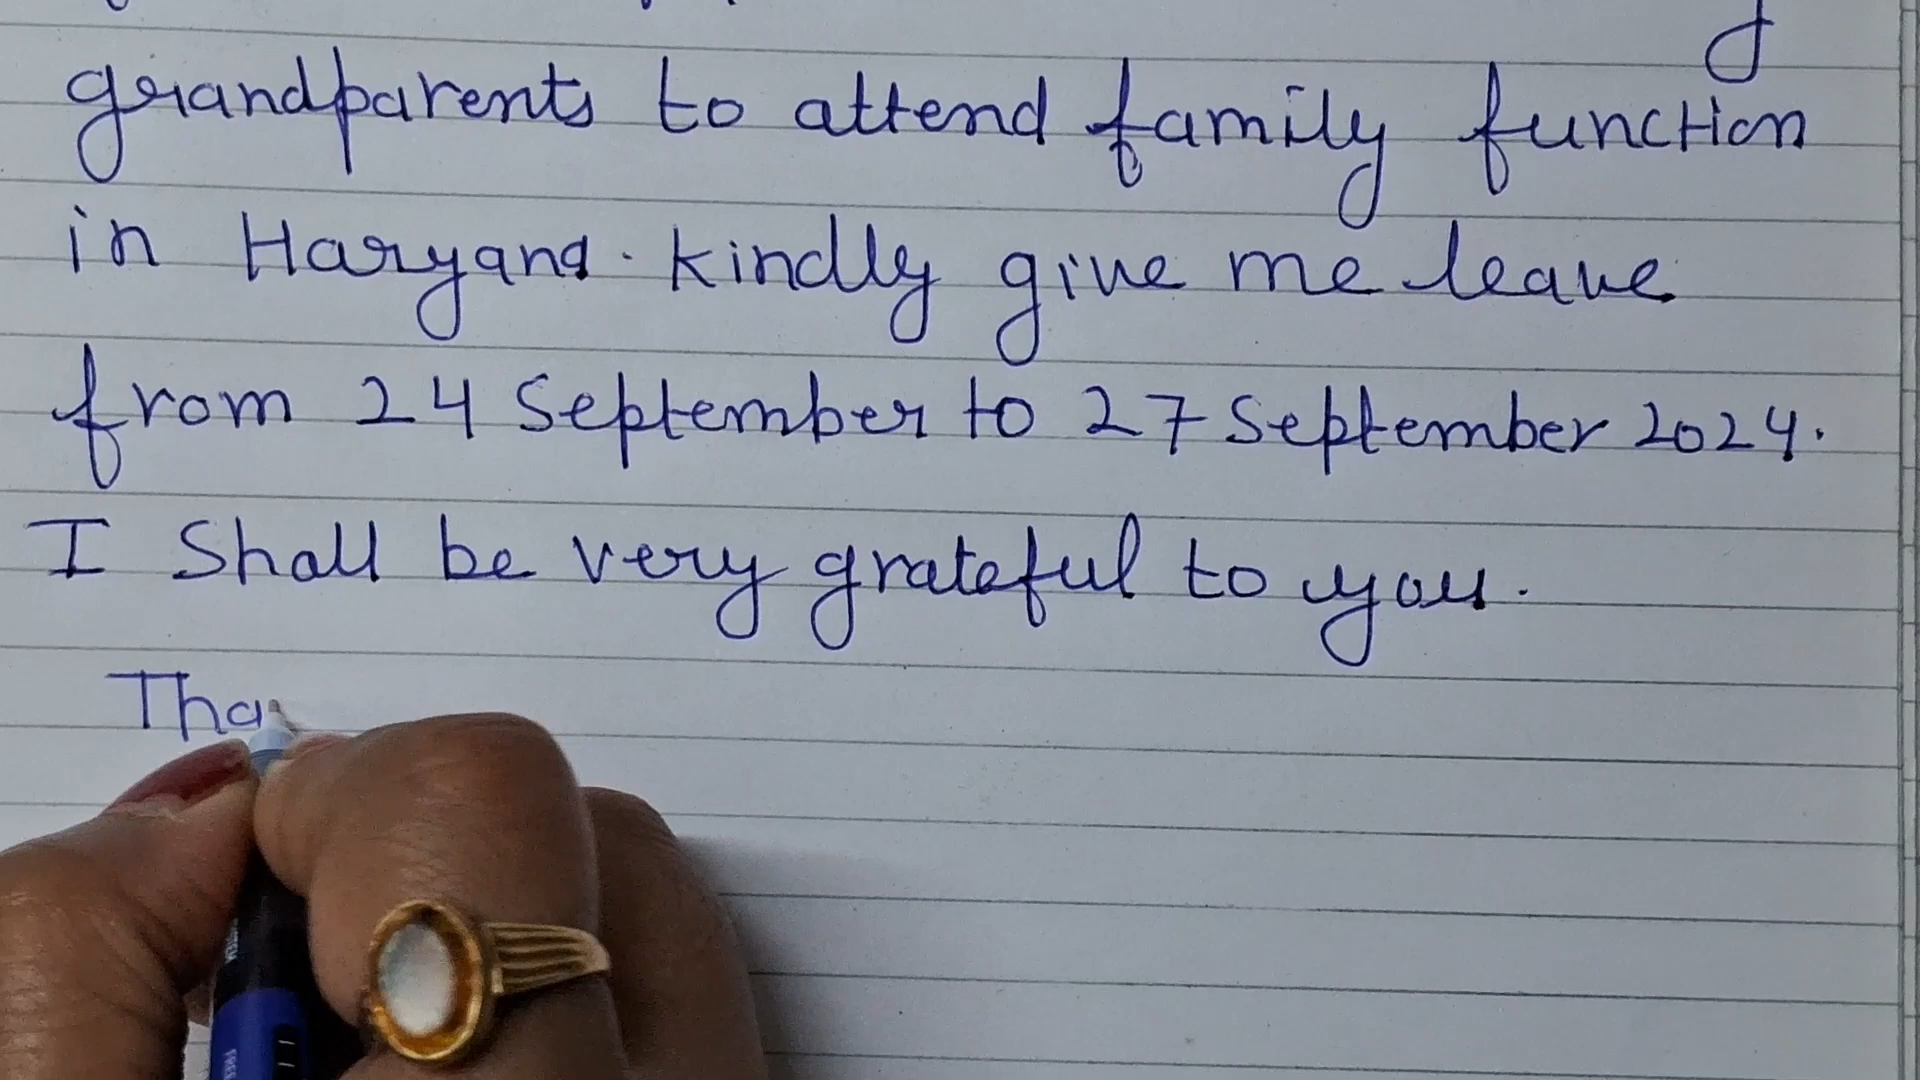 grandparents to attend family function
in Haryana. kindly give me leave
from 24 September to 27 September 2024.
I Shall be very grateful to you.
Tha